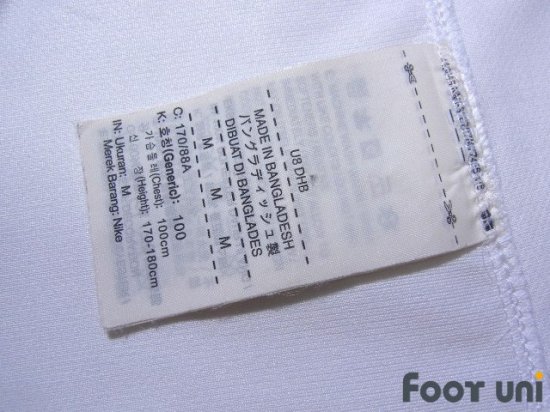 U8 DHB
MADE IN BANGLADESH
バングラディッシュ製
DIBUAT DI BANGLADES
M M M
C: 170/88A
K: 호칭(Generic): 100
가슴둘레(Chest): 100cm
신 장(Height): 170-180cm
IN: Ukuran: M
Merek Barang: Nike
FOOT UNI